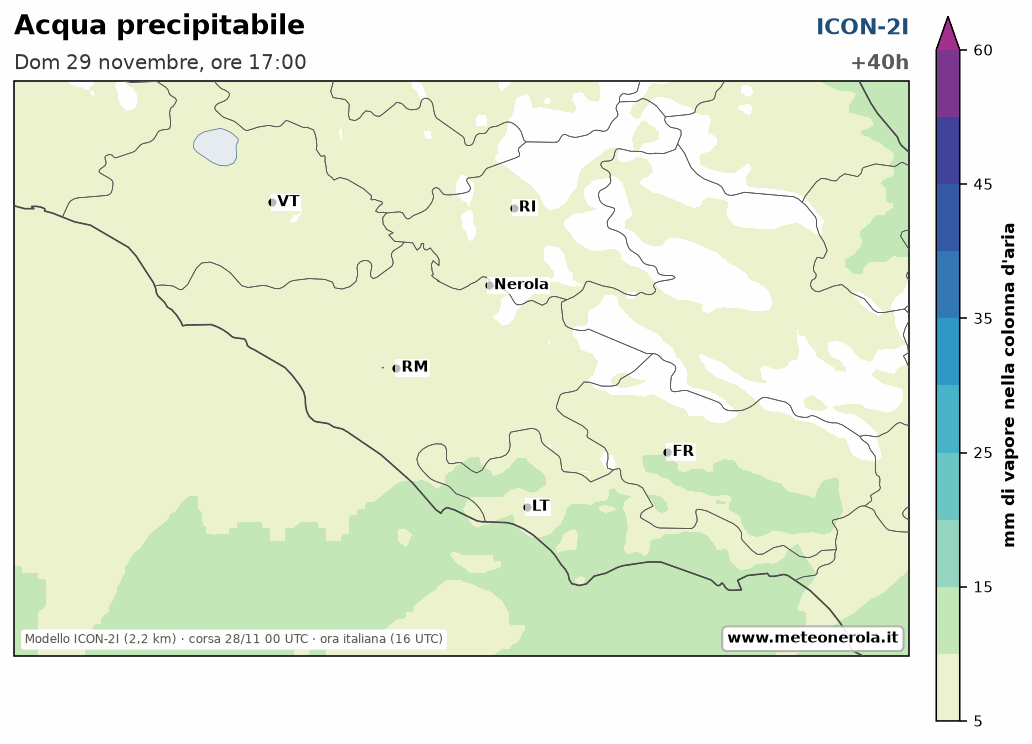 Acqua precipitabile
ICON-2I
Dom 29 novembre, ore 17:00
+40h
60
45
35
25
15
5
mm di vapore nella colonna d'aria
VT
RI
Nerola
RM
FR
LT
Modello ICON-2I (2,2 km) · corsa 28/11 00 UTC · ora italiana (16 UTC)
www.meteonerola.it